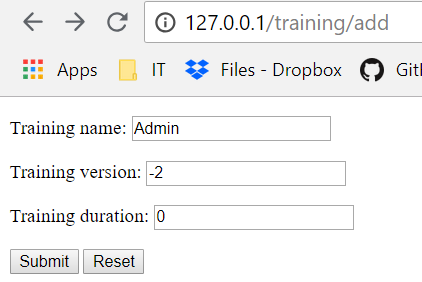 127.0.0.1/training/add
Apps IT Files - Dropbox Git
Training name: Admin
Training version: -2
Training duration: 0
Submit Reset